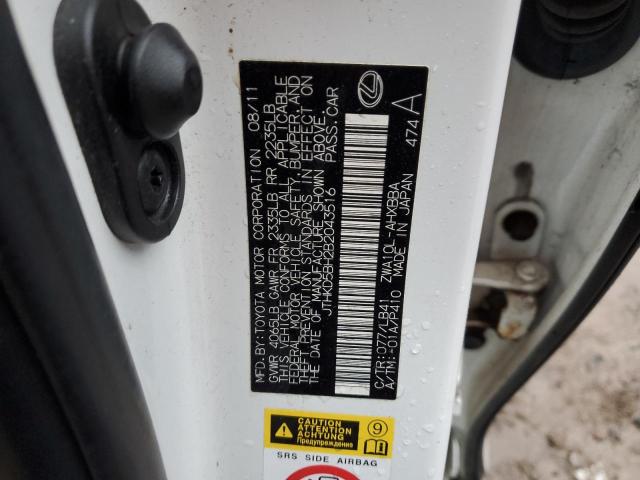 MFD.BY:TOYOTA MOTOR CORPORATION 08/11
GVWR 4065LB GAWR FR 2335LB RR 2235LB
THIS VEHICLE CONFORMS TO ALL APPLICABLE
FEDERAL MOTOR VEHICLE SAFETY, BUMPER, AND
THEFT PREVENTION STANDARDS IN EFFECT ON
THE DATE OF MANUFACTURE SHOWN ABOVE.
JTHKD5BH2B2043516 PASS.CAR
C/TR:077/LB41 ZWA10L-AHXBBA
A/TM:-01A/P410 MADE IN JAPAN 474 A
CAUTION
ATTENTION
ACHTUNG
Предупреждение
9
SRS SIDE AIRBAG